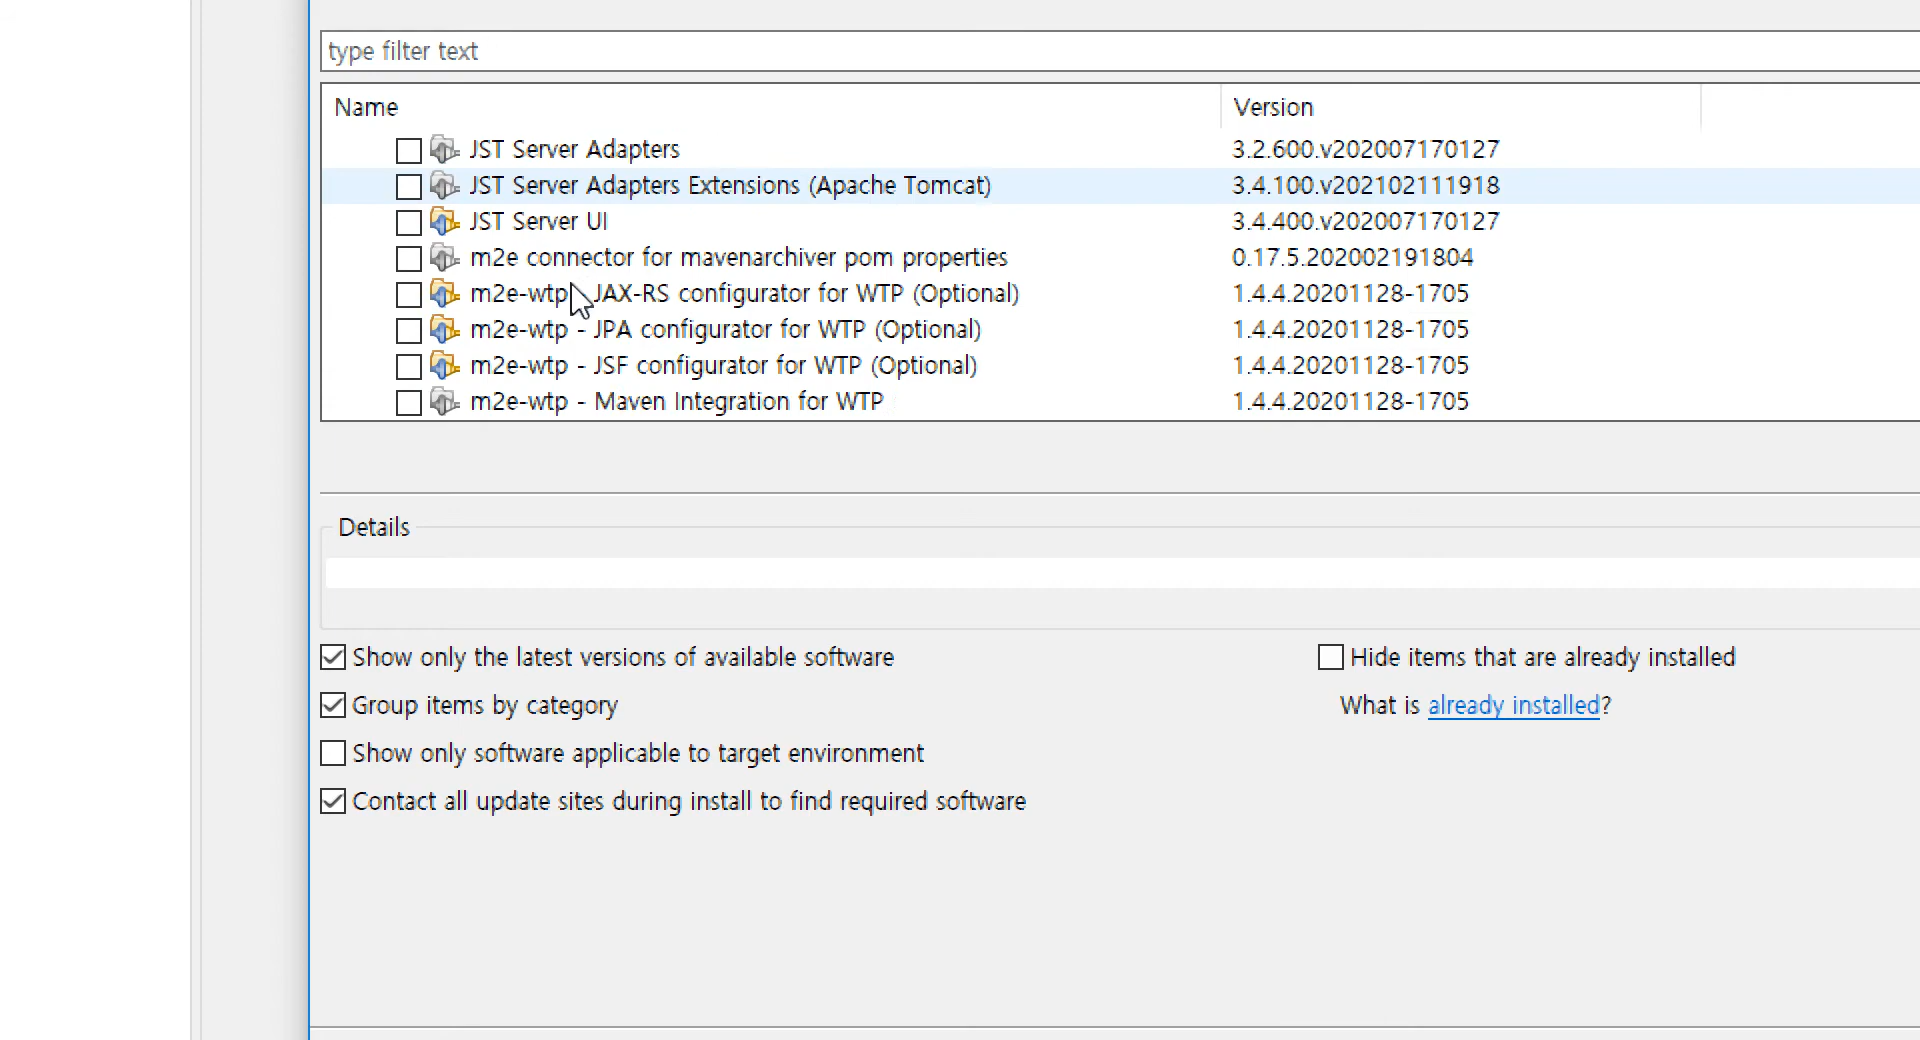 type filter text
Name Version
JST Server Adapters 3.2.600.v202007170127
JST Server Adapters Extensions (Apache Tomcat) 3.4.100.v202102111918
JST Server UI 3.4.400.v202007170127
m2e connector for mavenarchiver pom properties 0.17.5.202002191804
m2e-wtp JAX-RS configurator for WTP (Optional) 1.4.4.20201128-1705
m2e-wtp - JPA configurator for WTP (Optional) 1.4.4.20201128-1705
m2e-wtp - JSF configurator for WTP (Optional) 1.4.4.20201128-1705
m2e-wtp - Maven Integration for WTP 1.4.4.20201128-1705
Details
Show only the latest versions of available software Hide items that are already installed
Group items by category What is already installed?
Show only software applicable to target environment
Contact all update sites during install to find required software